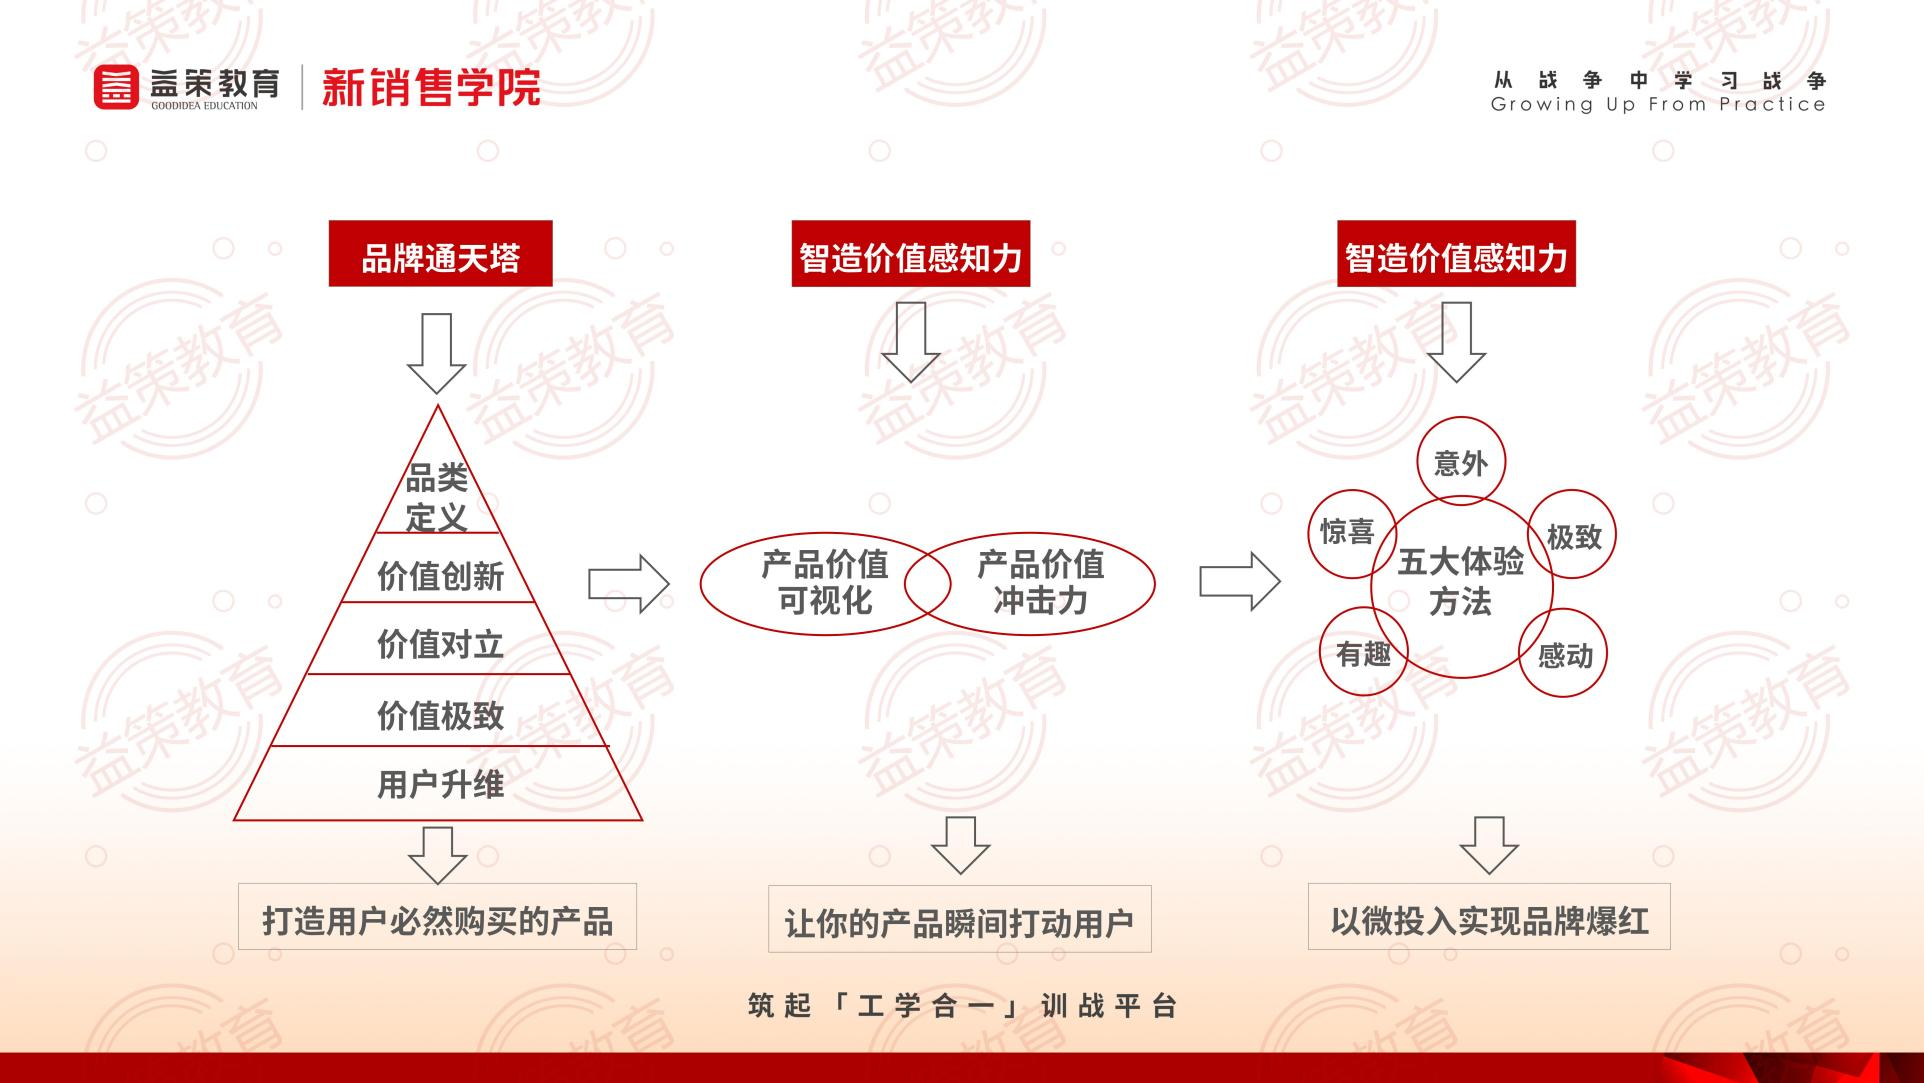 益策教育
GOODIDEA EDUCATION
新销售学院
从战争中学习战争
Growing Up From Practice
品牌通天塔
智造价值感知力
智造价值感知力
品类
定义
价值创新
价值对立
价值极致
用户升维
产品价值
可视化
产品价值
冲击力
意外
惊喜
极致
五大体验
方法
有趣
感动
打造用户必然购买的产品
让你的产品瞬间打动用户
以微投入实现品牌爆红
筑起「工学合一」训战平台